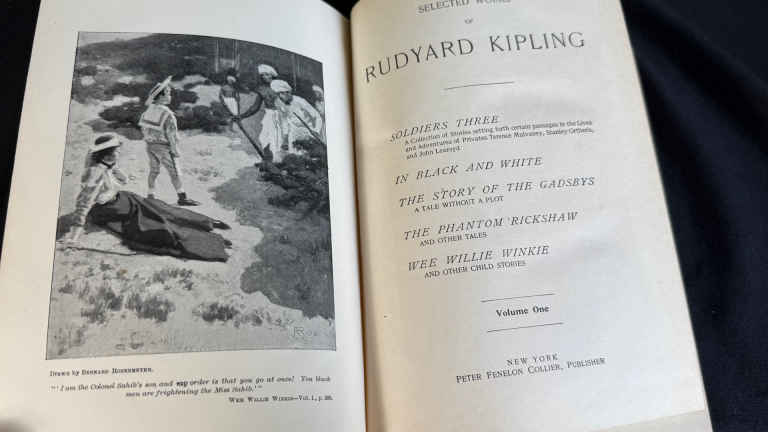 Drawn by BERNARD ROSENMEYER.
"'I am the Colonel Sahib's son and my order is that you go at once! You black
men are frightening the Miss Sahib.'"
WEE WILLIE WINKIE—VOL. I., p.
SELECTED WORKS
OF
RUDYARD KIPLING
SOLDIERS THREE
A Collection of Stories setting forth certain passages in the Lives
and Adventures of Privates Terence Mulvaney, Stanley Ortheris,
and John Learoyd
IN BLACK AND WHITE
THE STORY OF THE GADSBYS
A TALE WITHOUT A PLOT
THE PHANTOM 'RICKSHAW
AND OTHER TALES
WEE WILLIE WINKIE
AND OTHER CHILD STORIES
Volume One
NEW YORK
PETER FENELON COLLIER, PUBLISHER